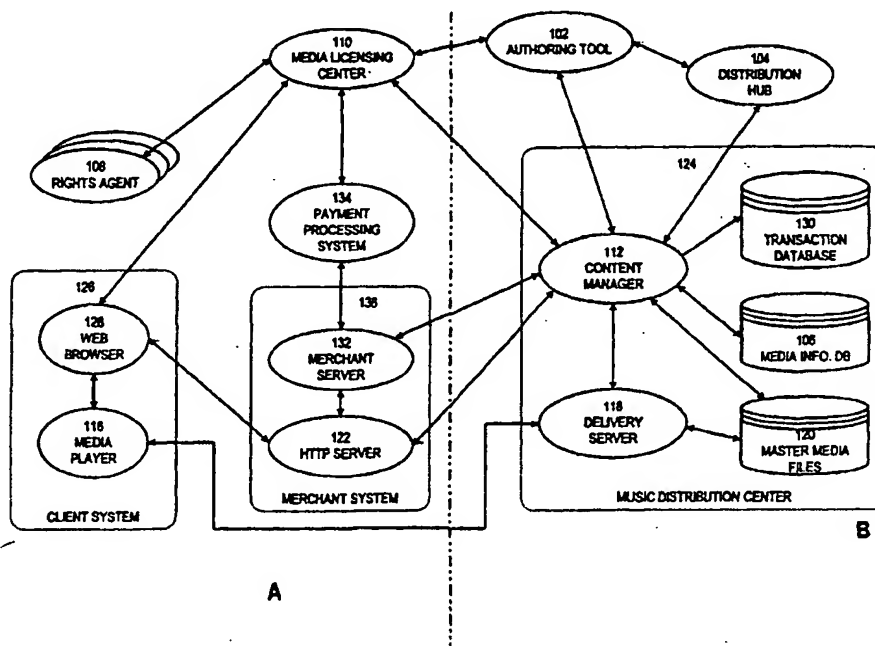 110
MEDIA LICENSING
CENTER
102
AUTHORING TOOL
104
DISTRIBUTION
HUB
108
RIGHTS AGENT
134
PAYMENT
PROCESSING
SYSTEM
124
130
TRANSACTION
DATABASE
112
CONTENT
MANAGER
126
128
WEB
BROWSER
136
132
MERCHANT
SERVER
106
MEDIA INFO. DB
116
MEDIA
PLAYER
122
HTTP SERVER
118
DELIVERY
SERVER
120
MASTER MEDIA
FILES
CLIENT SYSTEM
MERCHANT SYSTEM
MUSIC DISTRIBUTION CENTER
B
A